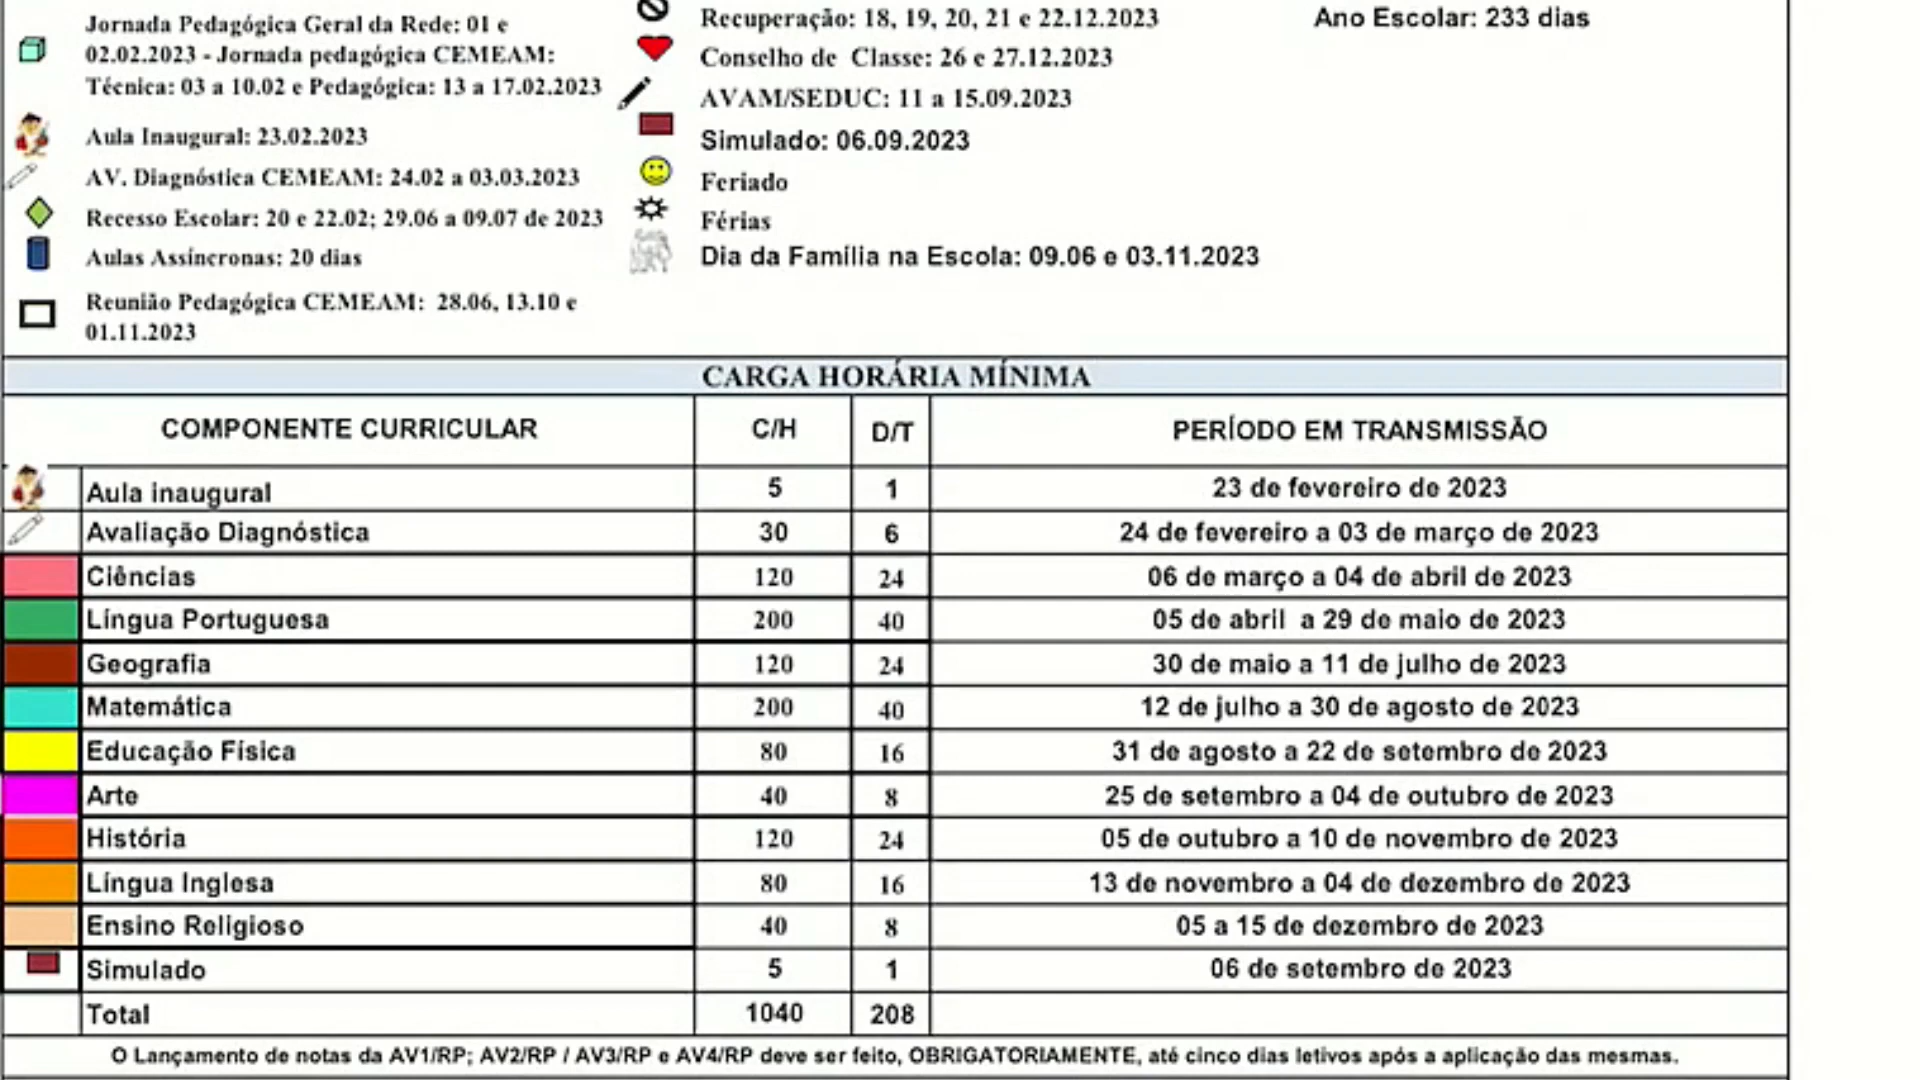 Jornada Pedagógica Geral da Rede: 01 e
02.02.2023 - Jornada pedagógica CEMEAM:
Técnica: 03 a 10.02 e Pedagógica: 13 a 17.02.2023
Aula Inaugural: 23.02.2023
AV. Diagnóstica CEMEAM: 24.02 a 03.03.2023
Recesso Escolar: 20 e 22.02; 29.06 a 09.07 de 2023
Aulas Assíncronas: 20 dias
Reunião Pedagógica CEMEAM: 28.06, 13.10 e
01.11.2023
Recuperação: 18, 19, 20, 21 e 22.12.2023
Conselho de Classe: 26 e 27.12.2023
AVAM/SEDUC: 11 a 15.09.2023
Simulado: 06.09.2023
Feriado
Férias
Dia da Família na Escola: 09.06 e 03.11.2023
Ano Escolar: 233 dias
CARGA HORÁRIA MÍNIMA
COMPONENTE CURRICULAR C/H D/T PERÍODO EM TRANSMISSÃO
Aula inaugural 5 1 23 de fevereiro de 2023
Avaliação Diagnóstica 30 6 24 de fevereiro a 03 de março de 2023
Ciências 120 24 06 de março a 04 de abril de 2023
Língua Portuguesa 200 40 05 de abril a 29 de maio de 2023
Geografia 120 24 30 de maio a 11 de julho de 2023
Matemática 200 40 12 de julho a 30 de agosto de 2023
Educação Física 80 16 31 de agosto a 22 de setembro de 2023
Arte 40 8 25 de setembro a 04 de outubro de 2023
História 120 24 05 de outubro a 10 de novembro de 2023
Língua Inglesa 80 16 13 de novembro a 04 de dezembro de 2023
Ensino Religioso 40 8 05 a 15 de dezembro de 2023
Simulado 5 1 06 de setembro de 2023
Total 1040 208
O Lançamento de notas da AV1/RP; AV2/RP / AV3/RP e AV4/RP deve ser feito, OBRIGATORIAMENTE, até cinco dias letivos após a aplicação das mesmas.